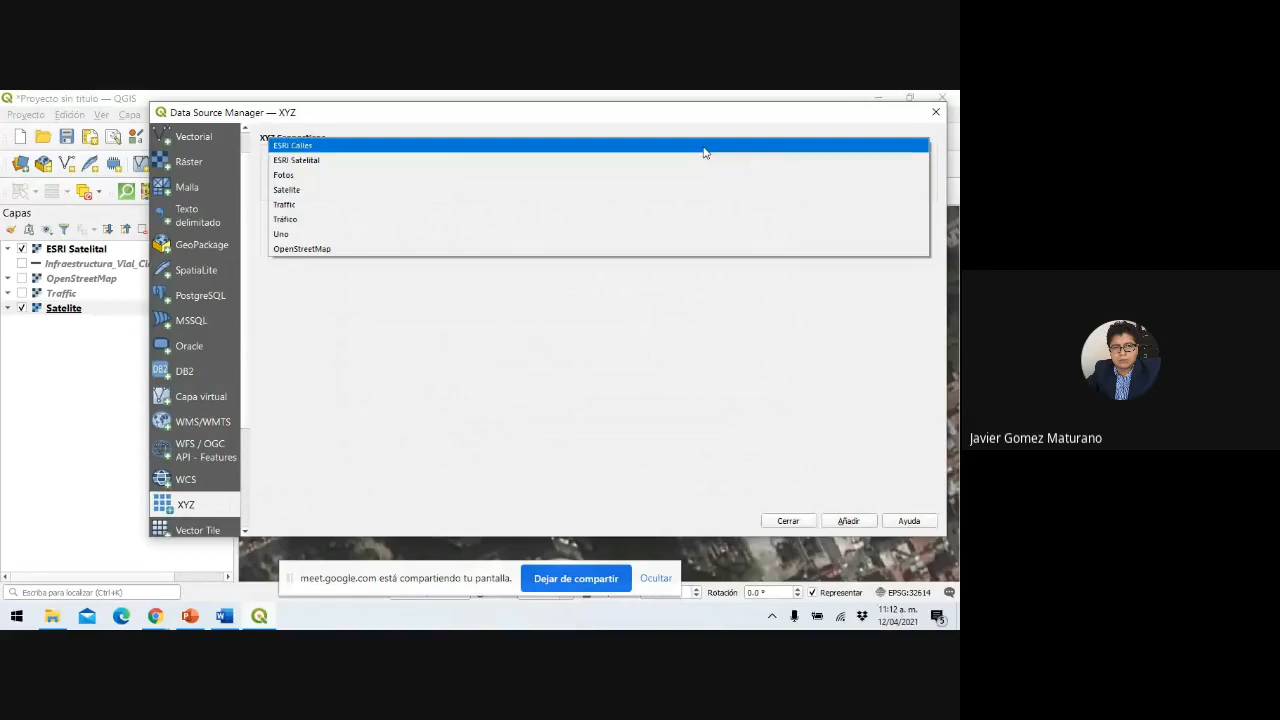 *Proyecto sin título — QGIS
Proyecto Edición Ver Capa
Data Source Manager — XYZ
Capas
ESRI Satelital
Infraestructura_Vial_Ci
OpenStreetMap
Traffic
Satelite
Vectorial
Ráster
Malla
Texto
delimitado
GeoPackage
SpatiaLite
PostgreSQL
MSSQL
Oracle
DB2
DB2
Capa virtual
WMS/WMTS
WFS / OGC
API - Features
WCS
XYZ
Vector Tile
ESRI Calles
ESRI Satelital
Fotos
Satelite
Traffic
Tráfico
Uno
OpenStreetMap
Cerrar Añadir Ayuda
meet.google.com está compartiendo tu pantalla. Dejar de compartir Ocultar
Escriba para localizar (Ctrl+K)
Rotación 0.0 ° Representar EPSG:32614
11:12 a. m.
12/04/2021
5
Javier Gomez Maturano